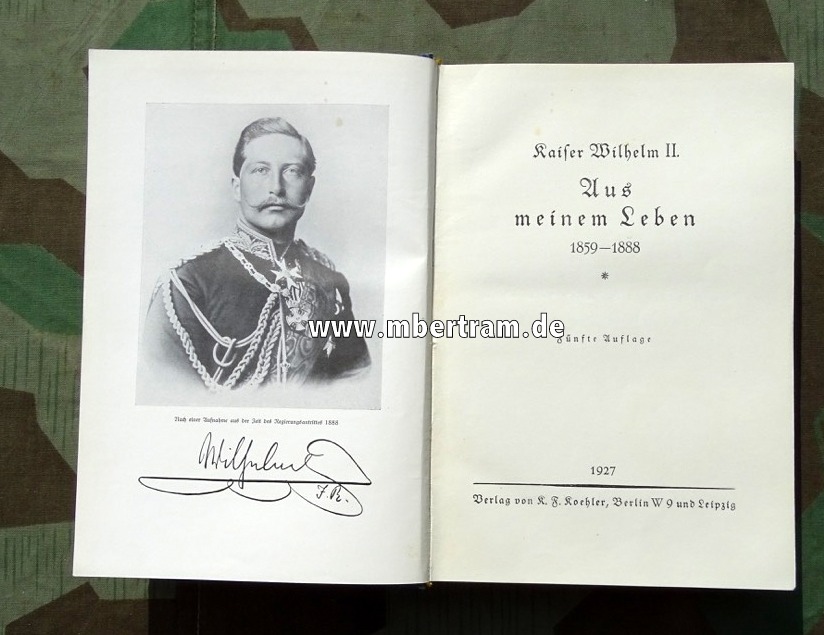 Nach einer Aufnahme aus der Zeit des Regierungsantrittes 1888
Wilhelm
I. R.
Kaiser Wilhelm II.
Aus
meinem Leben
1859—1888
*
Fünfte Auflage
1927
Verlag von K. F. Koehler, Berlin W 9 und Leipzig
www.mbertram.de